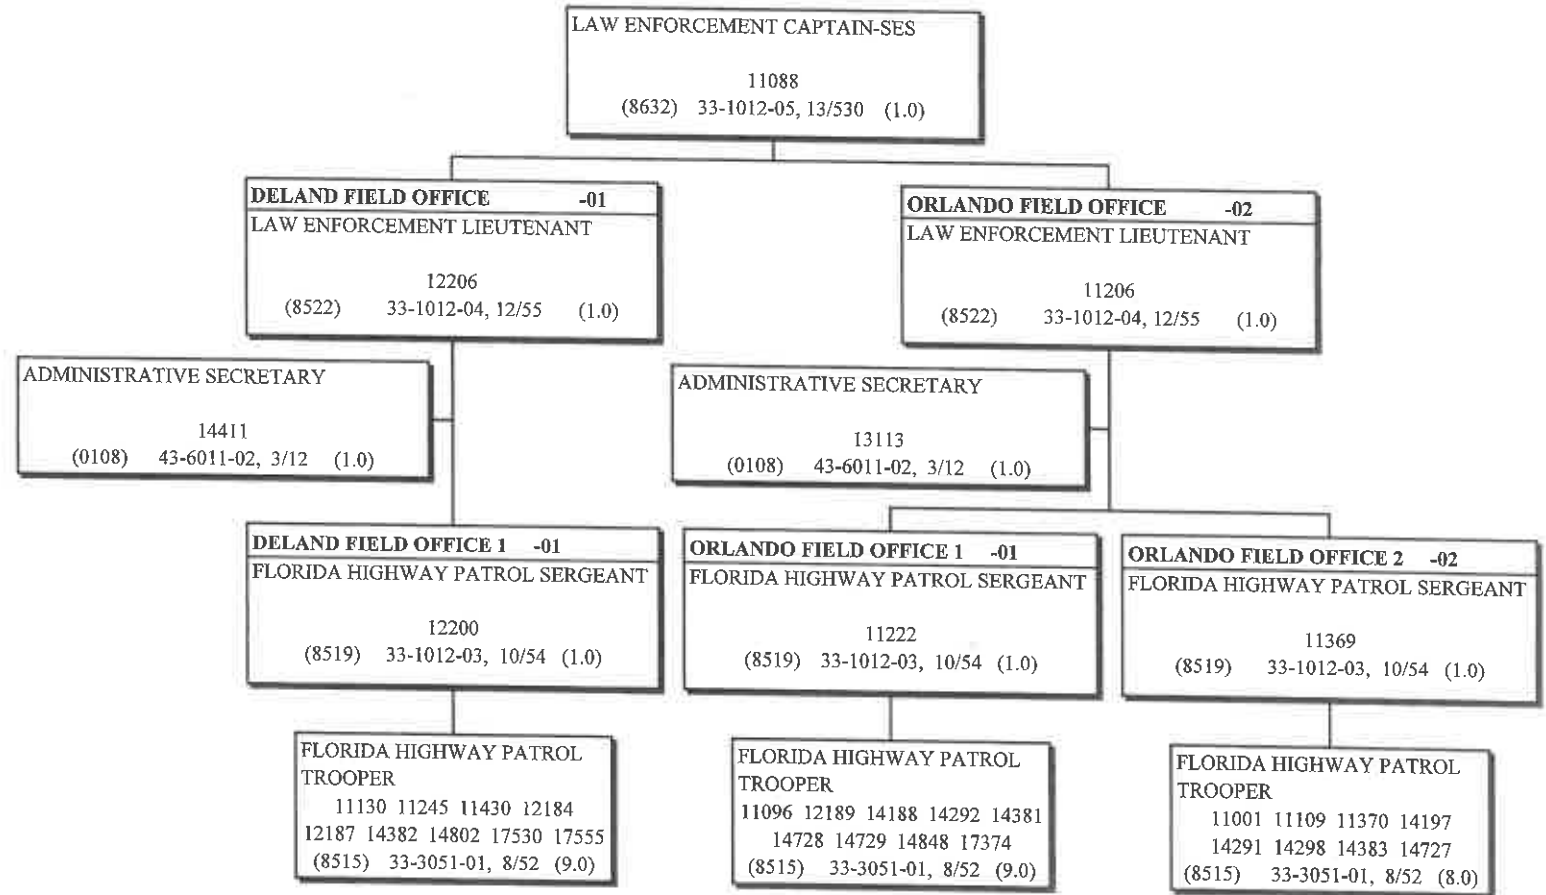 LAW ENFORCEMENT CAPTAIN-SES
11088
(8632) 33-1012-05, 13/530 (1.0)
DELAND FIELD OFFICE -01
LAW ENFORCEMENT LIEUTENANT
12206
(8522) 33-1012-04, 12/55 (1.0)
ORLANDO FIELD OFFICE -02
LAW ENFORCEMENT LIEUTENANT
11206
(8522) 33-1012-04, 12/55 (1.0)
ADMINISTRATIVE SECRETARY
14411
(0108) 43-6011-02, 3/12 (1.0)
ADMINISTRATIVE SECRETARY
13113
(0108) 43-6011-02, 3/12 (1.0)
DELAND FIELD OFFICE 1 -01
FLORIDA HIGHWAY PATROL SERGEANT
12200
(8519) 33-1012-03, 10/54 (1.0)
ORLANDO FIELD OFFICE 1 -01
FLORIDA HIGHWAY PATROL SERGEANT
11222
(8519) 33-1012-03, 10/54 (1.0)
ORLANDO FIELD OFFICE 2 -02
FLORIDA HIGHWAY PATROL SERGEANT
11369
(8519) 33-1012-03, 10/54 (1.0)
FLORIDA HIGHWAY PATROL
TROOPER
11130 11245 11430 12184
12187 14382 14802 17530 17555
(8515) 33-3051-01, 8/52 (9.0)
FLORIDA HIGHWAY PATROL
TROOPER
11096 12189 14188 14292 14381
14728 14729 14848 17374
(8515) 33-3051-01, 8/52 (9.0)
FLORIDA HIGHWAY PATROL
TROOPER
11001 11109 11370 14197
14291 14298 14383 14727
(8515) 33-3051-01, 8/52 (8.0)